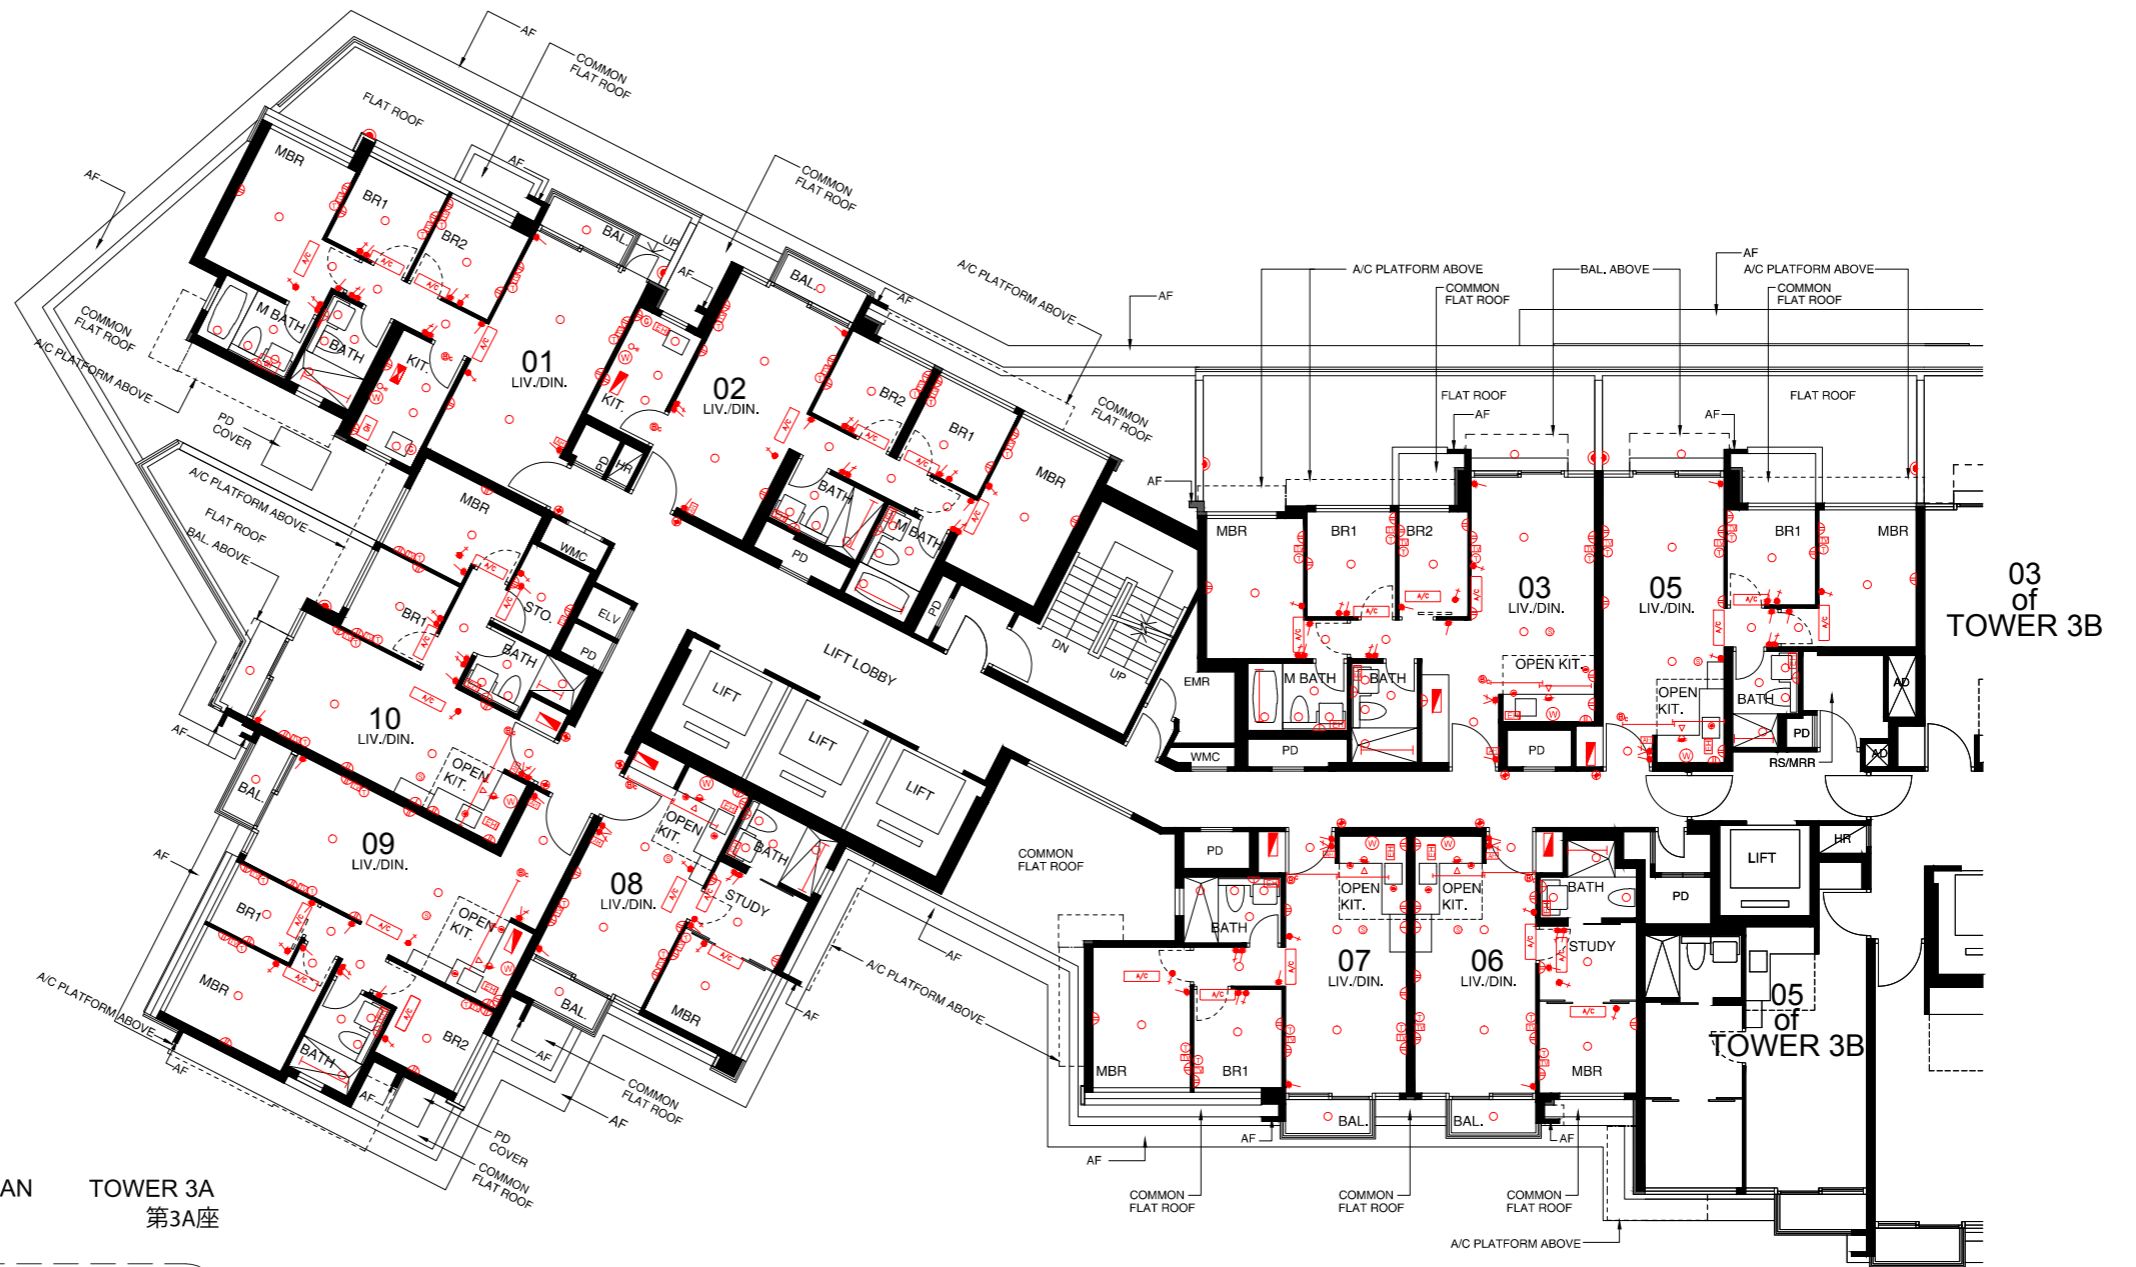 AF
COMMON
FLAT ROOF
FLAT ROOF
AF
COMMON
FLAT ROOF
AF
MBR
BR1
BR2
BAL.
UP
AF
A/C PLATFORM ABOVE
BAL.
AF
AF
COMMON
FLAT ROOF
A/C PLATFORM ABOVE
M BATH
BATH
KIT.
01
LIV./DIN.
KIT.
02
LIV./DIN.
BR2
BR1
MBR
COMMON
FLAT ROOF
PD
COVER
PD
HR
BATH
M BATH
PD
PD
A/C PLATFORM ABOVE
BAL. ABOVE
AF
A/C PLATFORM ABOVE
COMMON
FLAT ROOF
COMMON
FLAT ROOF
FLAT ROOF
AF
FLAT ROOF
AF
AF
MBR
BR1
BR2
03
LIV./DIN.
05
LIV./DIN.
BR1
MBR
03
of
TOWER 3B
OPEN KIT.
M BATH
BATH
OPEN
KIT.
BATH
AD
PD
PD
PD
RS/MRR
AD
EMR
WMC
DN
UP
A/C PLATFORM ABOVE
FLAT ROOF
BAL. ABOVE
MBR
WMC
BR1
STO.
ELV
PD
BATH
LIFT LOBBY
LIFT
LIFT
LIFT
10
LIV./DIN.
OPEN
KIT.
AF
BAL.
09
LIV./DIN.
OPEN
KIT.
BATH
08
LIV./DIN.
STUDY
AF
BR1
MBR
OPEN
KIT.
MBR
BAL.
BATH
BR2
A/C PLATFORM ABOVE
AF
AF
AF
COMMON
FLAT ROOF
AF
PD
COVER
COMMON
FLAT ROOF
AF
AF
A/C PLATFORM ABOVE
COMMON
FLAT ROOF
PD
OPEN
KIT.
OPEN
KIT.
BATH
BATH
07
LIV./DIN.
06
LIV./DIN.
STUDY
PD
LIFT
HR
MBR
BR1
MBR
05
of
TOWER 3B
BAL.
BAL.
AF
AF
AF
COMMON
FLAT ROOF
COMMON
FLAT ROOF
COMMON
FLAT ROOF
A/C PLATFORM ABOVE
AN
TOWER 3A
第3A座